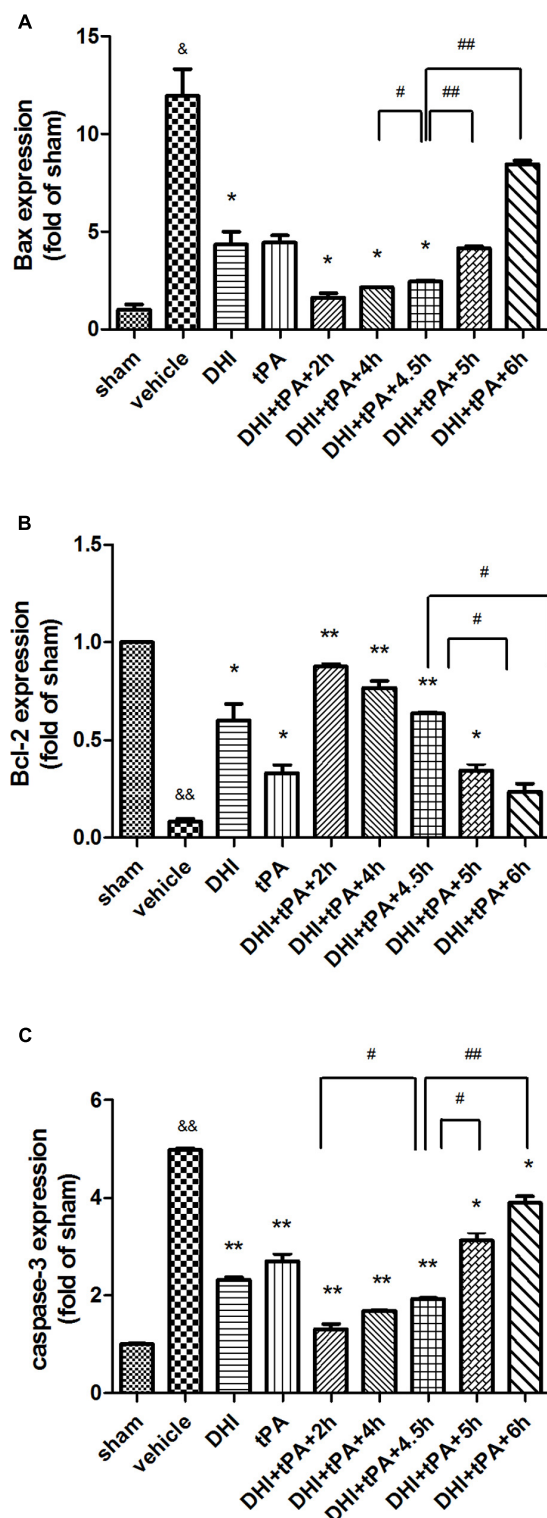 A
Bax expression
(fold of sham)
15
10
5
0
&
*
*
*
*
#
##
##
sham
vehicle
DHI
tPA
DHI+tPA+2h
DHI+tPA+4h
DHI+tPA+4.5h
DHI+tPA+5h
DHI+tPA+6h
B
Bcl-2 expression
(fold of sham)
1.5
1.0
0.5
0.0
&&
*
*
**
**
**
*
#
#
sham
vehicle
DHI
tPA
DHI+tPA+2h
DHI+tPA+4h
DHI+tPA+4.5h
DHI+tPA+5h
DHI+tPA+6h
C
caspase-3 expression
(fold of sham)
6
4
2
0
&&
**
**
**
**
**
*
*
#
##
#
sham
vehicle
DHI
tPA
DHI+tPA+2h
DHI+tPA+4h
DHI+tPA+4.5h
DHI+tPA+5h
DHI+tPA+6h